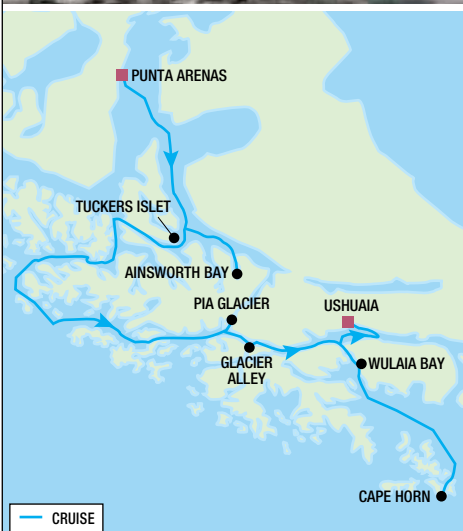 PUNTA ARENAS
TUCKERS ISLET
AINSWORTH BAY
PIA GLACIER
USHUAIA
GLACIER
ALLEY
WULAIA BAY
CAPE HORN
CRUISE